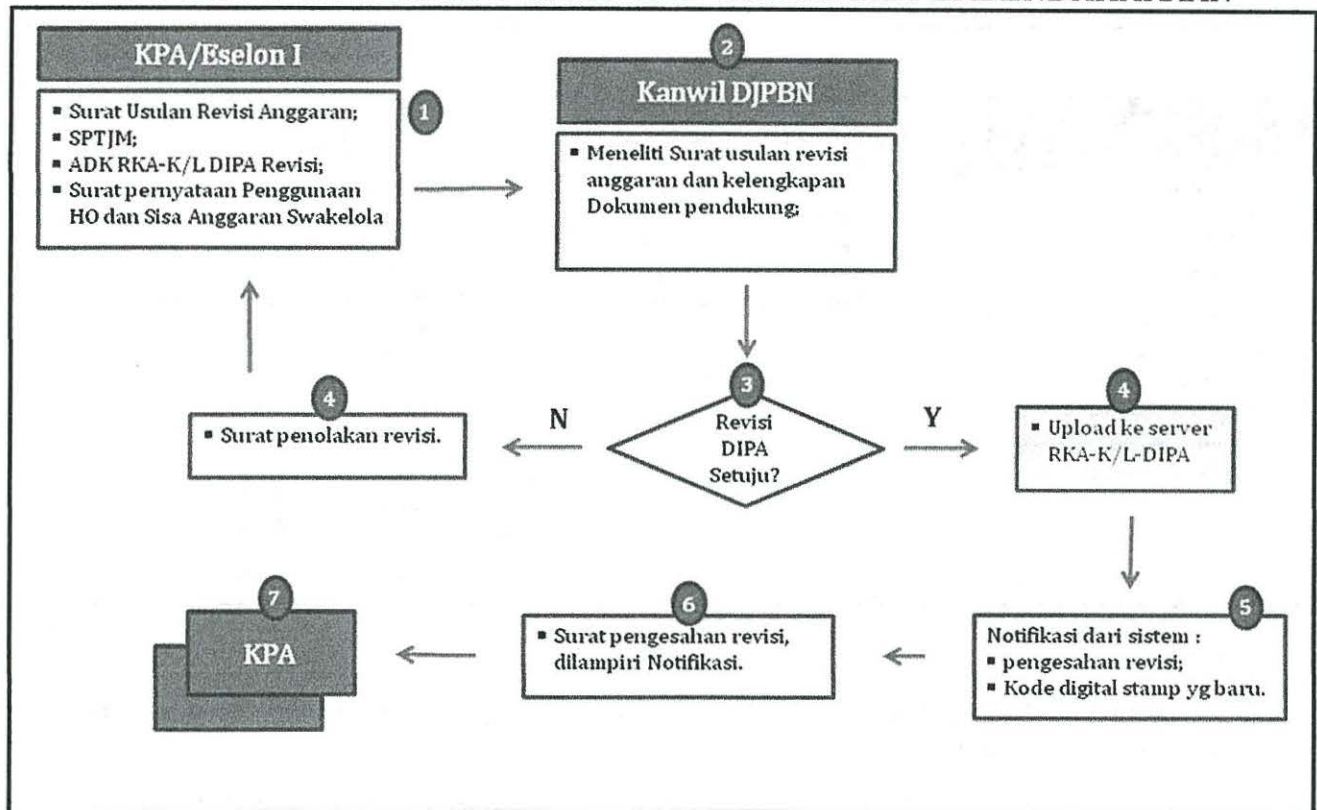 KPA/Eselon I
1
▪ Surat Usulan Revisi Anggaran;
▪ SPTJM;
▪ ADK RKA-K/L DIPA Revisi;
▪ Surat pernyataan Penggunaan
HO dan Sisa Anggaran Swakelola
2
Kanwil DJPBN
▪ Meneliti Surat usulan revisi
anggaran dan kelengkapan
Dokumen pendukung;
3
Revisi
DIPA
Setuju?
N
Y
4
▪ Surat penolakan revisi.
4
▪ Upload ke server
RKA-K/L-DIPA
5
Notifikasi dari sistem :
▪ pengesahan revisi;
▪ Kode digital stamp yg baru.
6
▪ Surat pengesahan revisi,
dilampiri Notifikasi.
7
KPA